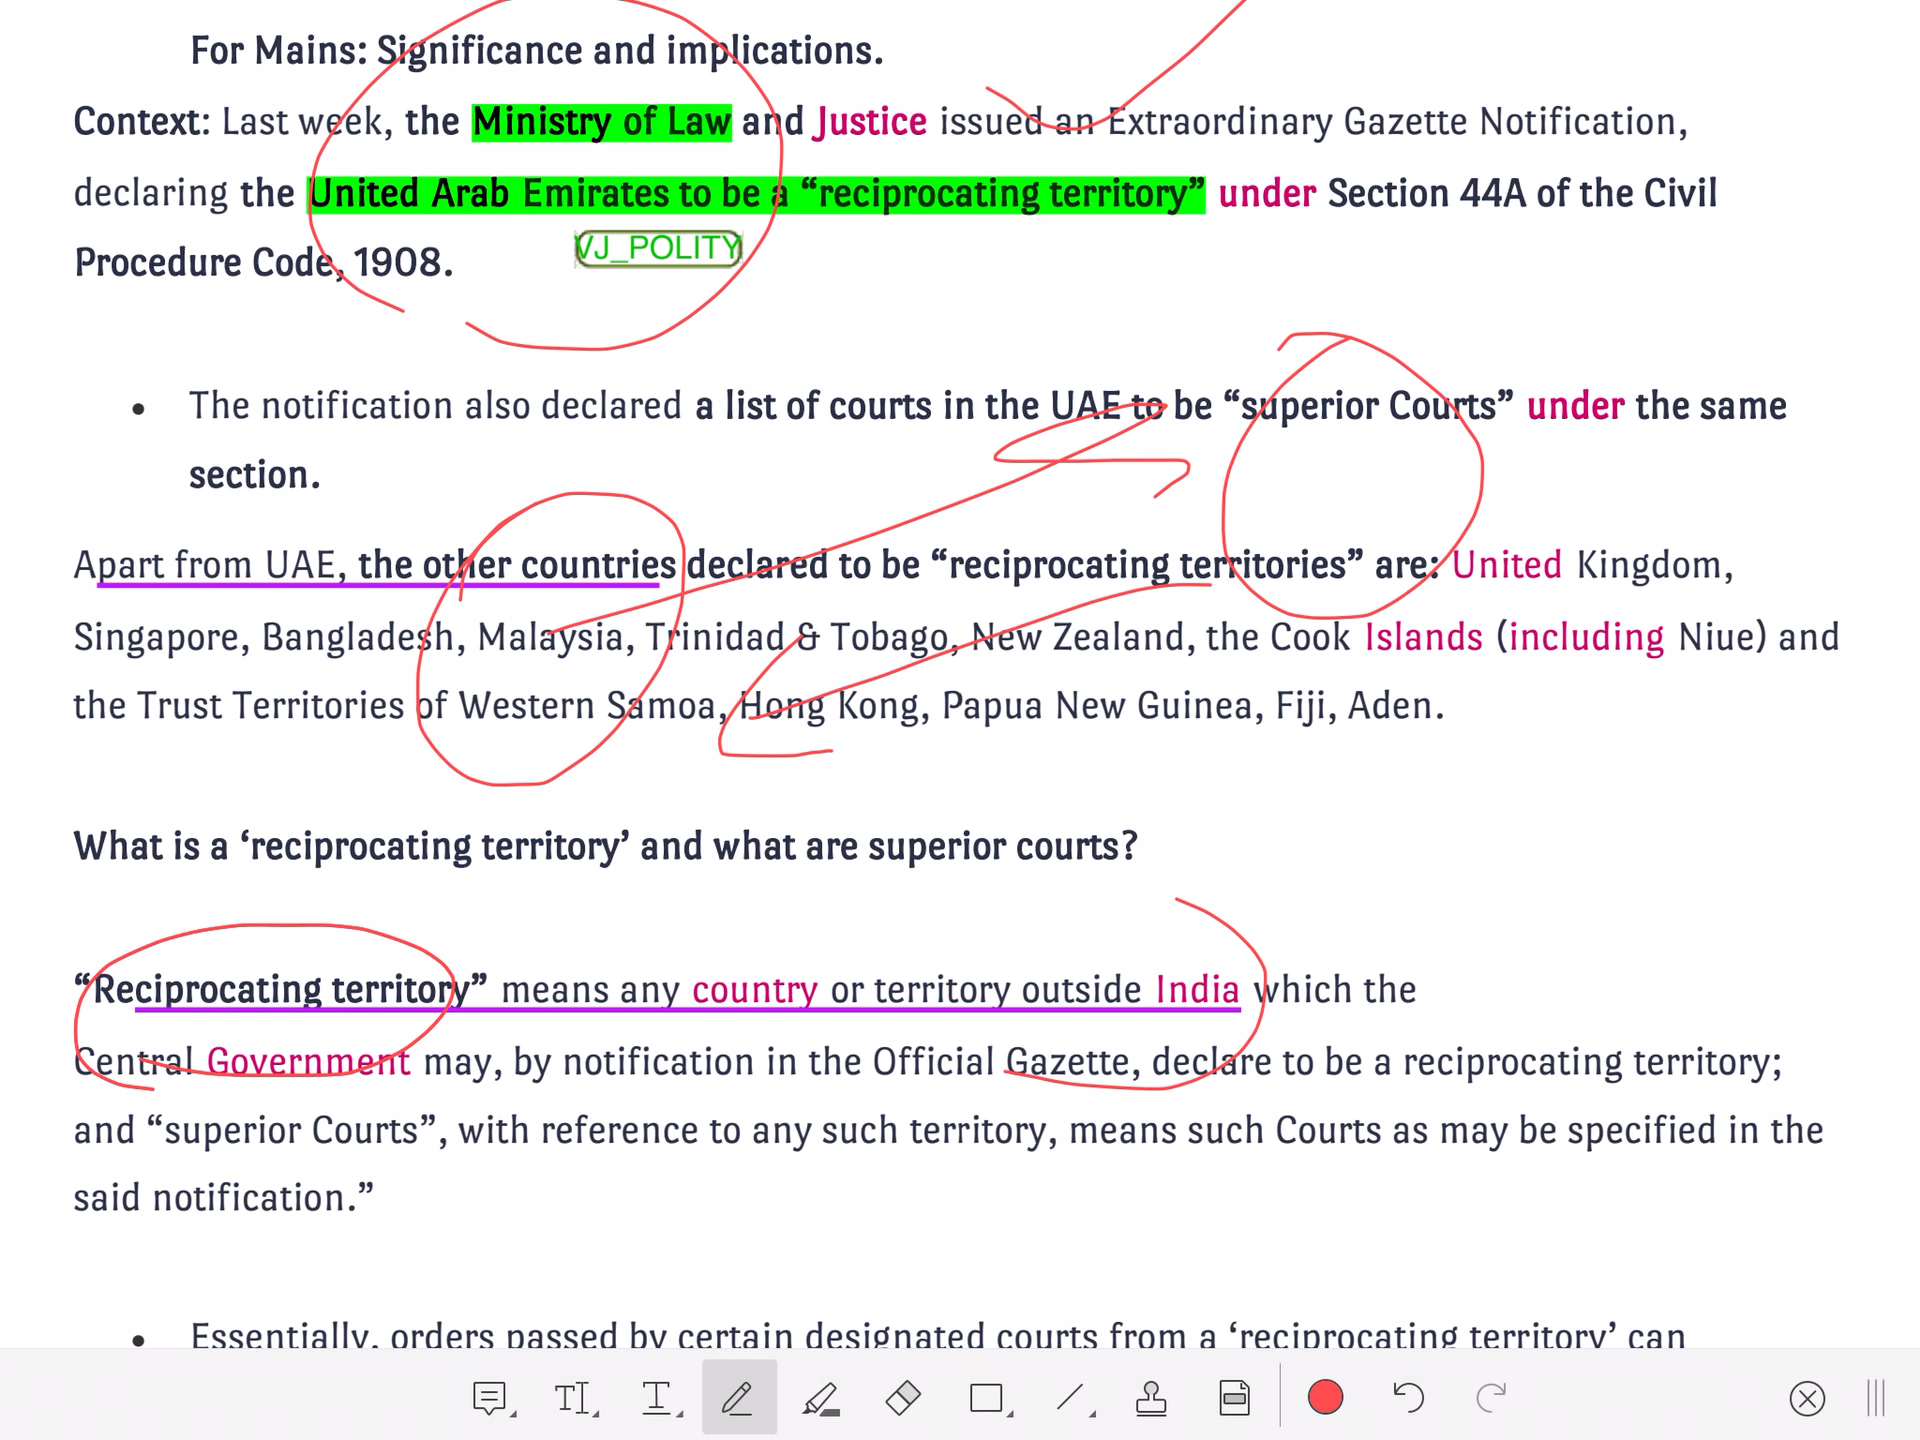 For Mains: Significance and implications.
Context: Last week, the Ministry of Law and Justice issued an Extraordinary Gazette Notification,
declaring the United Arab Emirates to be a “reciprocating territory” under Section 44A of the Civil
Procedure Code, 1908.
VJ_POLITY
• The notification also declared a list of courts in the UAE to be “superior Courts” under the same
section.
Apart from UAE, the other countries declared to be “reciprocating territories” are: United Kingdom,
Singapore, Bangladesh, Malaysia, Trinidad & Tobago, New Zealand, the Cook Islands (including Niue) and
the Trust Territories of Western Samoa, Hong Kong, Papua New Guinea, Fiji, Aden.
What is a ‘reciprocating territory’ and what are superior courts?
“Reciprocating territory” means any country or territory outside India which the
Central Government may, by notification in the Official Gazette, declare to be a reciprocating territory;
and “superior Courts”, with reference to any such territory, means such Courts as may be specified in the
said notification.”
• Essentially, orders passed by certain designated courts from a ‘reciprocating territory’ can